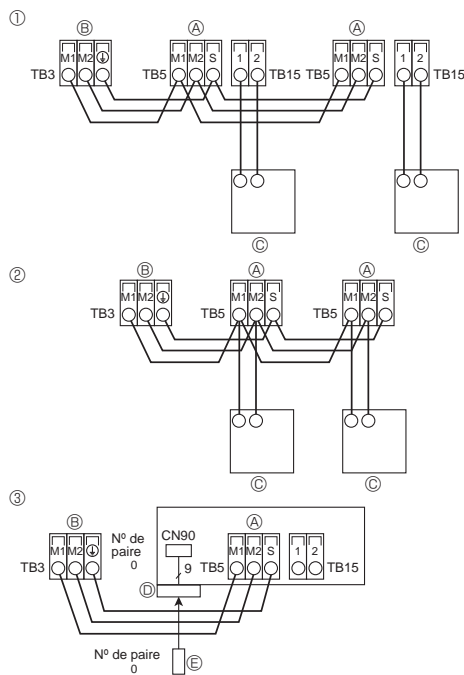 ①
Ⓑ Ⓐ Ⓐ
M1 M2 ⏚ M1 M2 S 1 2 M1 M2 S 1 2
TB3 TB5 TB15 TB5 TB15
Ⓒ Ⓒ
②
Ⓑ Ⓐ Ⓐ
M1 M2 ⏚ M1 M2 S M1 M2 S
TB3 TB5 TB5
Ⓒ Ⓒ
③
Ⓑ Nº de paire 0 CN90 Ⓐ
M1 M2 ⏚ M1 M2 S 1 2
TB3 9 TB5 TB15
Ⓓ
Nº de paire
0
Ⓔ